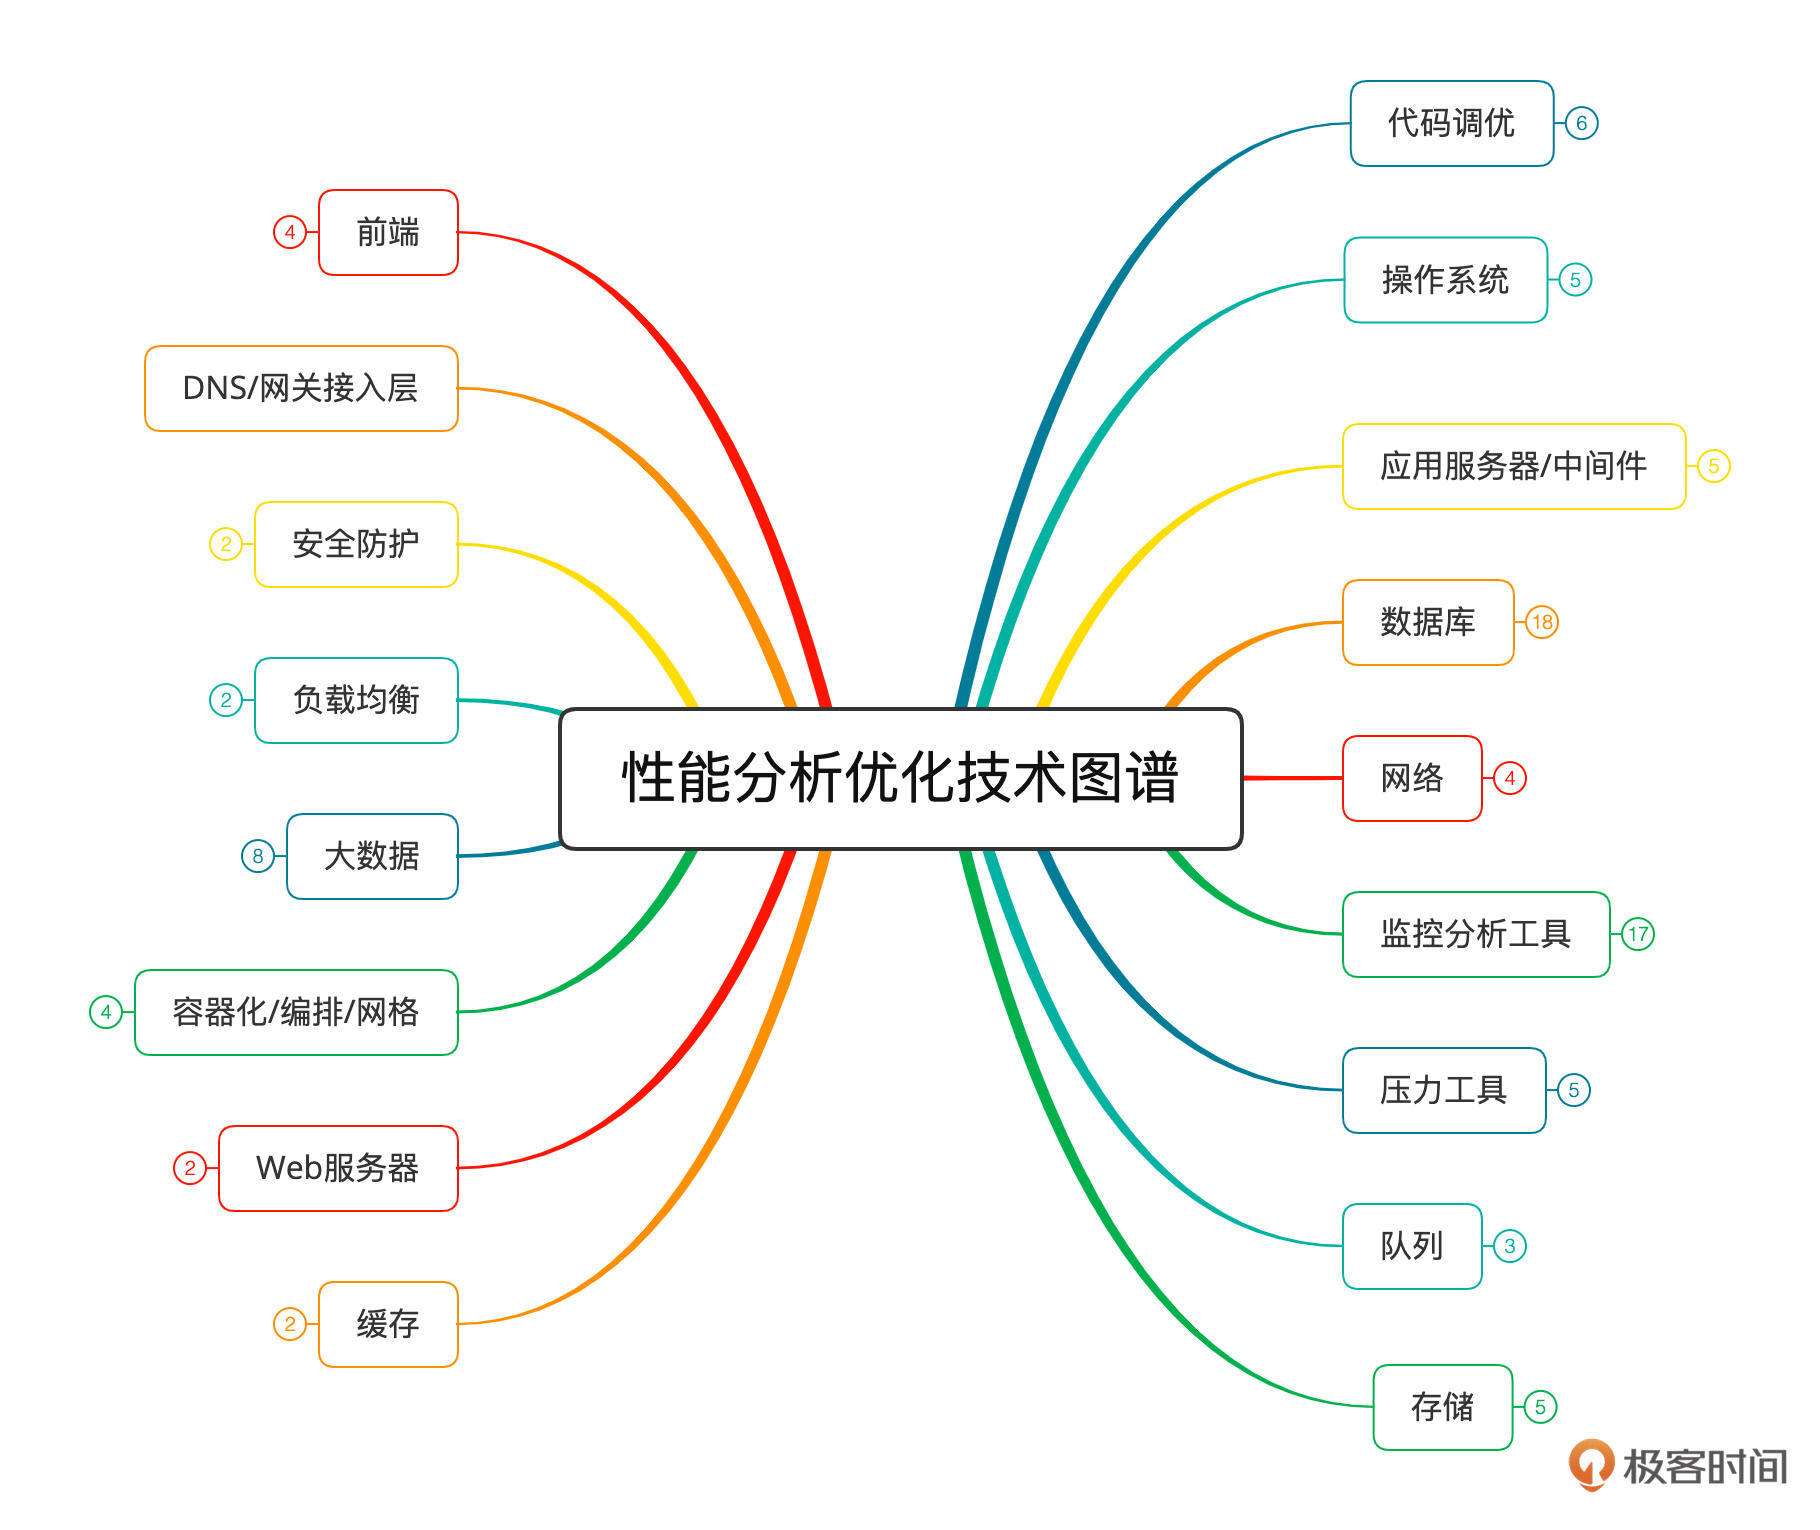 性能分析优化技术图谱
代码调优
6
操作系统
5
应用服务器/中间件
5
数据库
18
网络
4
监控分析工具
17
压力工具
5
队列
3
存储
5
前端
4
DNS/网关接入层
安全防护
2
负载均衡
2
大数据
8
容器化/编排/网格
4
Web服务器
2
缓存
2
极客时间